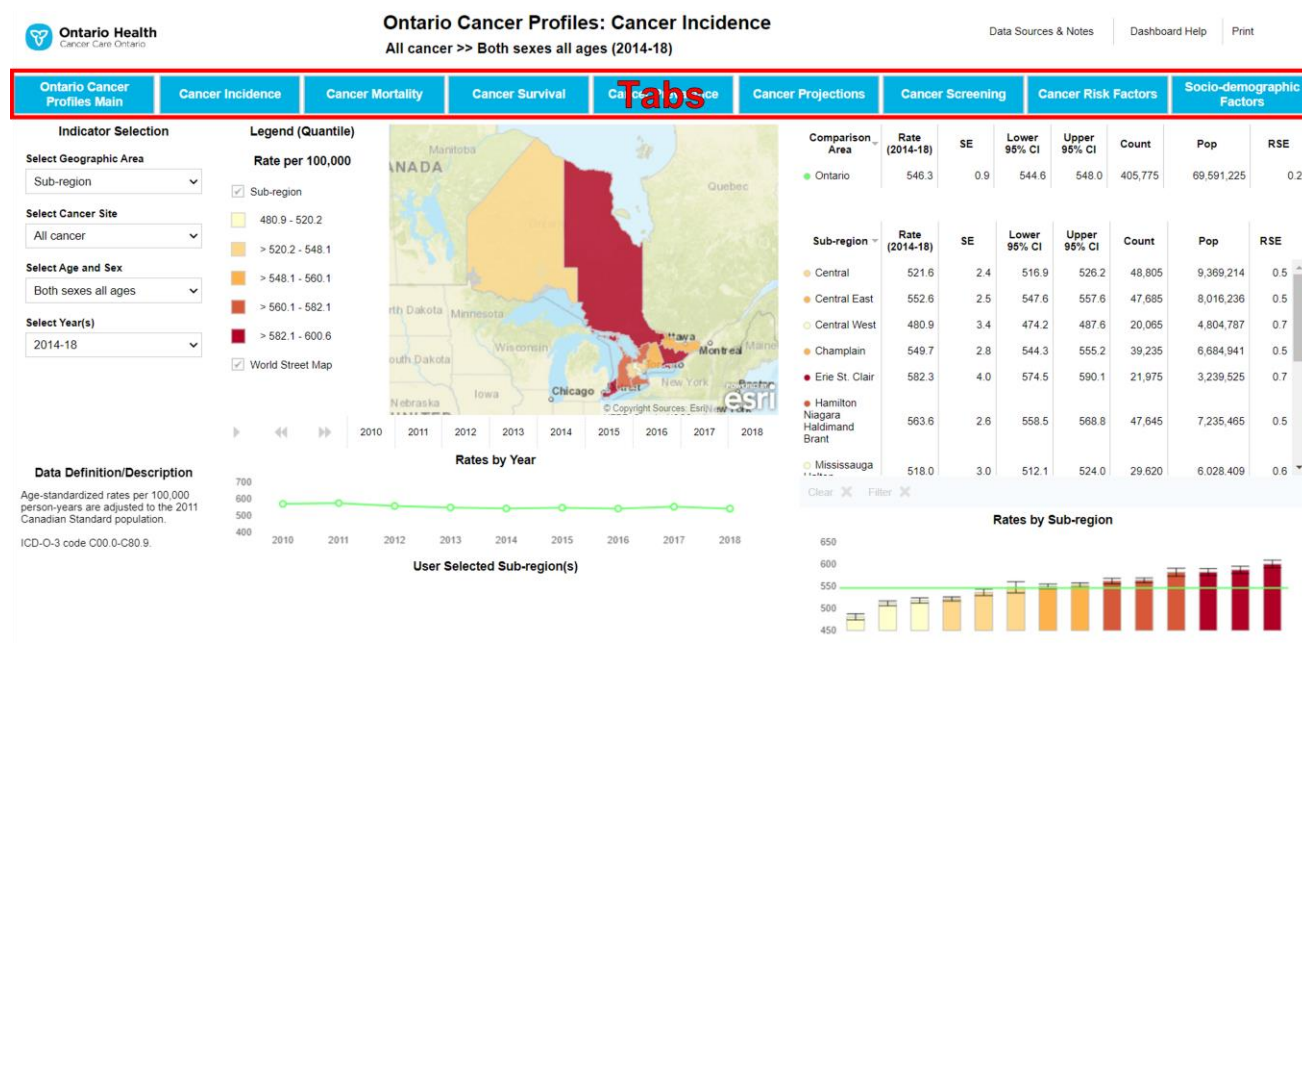 Ontario Health
Cancer Care Ontario
Ontario Cancer Profiles: Cancer Incidence
All cancer >> Both sexes all ages (2014-18)
Data Sources & Notes
Dashboard Help
Print
Ontario Cancer
Profiles Main
Cancer Incidence
Cancer Mortality
Cancer Survival
Tabs
Cancer Projections
Cancer Screening
Cancer Risk Factors
Socio-demographic
Factors
Indicator Selection
Select Geographic Area
Sub-region
Select Cancer Site
All cancer
Select Age and Sex
Both sexes all ages
Select Year(s)
2014-18
Legend (Quantile)
Rate per 100,000
Sub-region
480.9 - 520.2
> 520.2 - 548.1
> 548.1 - 560.1
> 560.1 - 582.1
> 582.1 - 600.6
World Street Map
Manitoba
Quebec
Minnesota
Wisconsin
Iowa
Chicago
Nebraska
Montreal
Maine
New York
esri
2010 2011 2012 2013 2014 2015 2016 2017 2018
Data Definition/Description
Age-standardized rates per 100,000
person-years are adjusted to the 2011
Canadian Standard population.
ICD-O-3 code C00.0-C80.9.
Rates by Year
700
600
500
400
2010 2011 2012 2013 2014 2015 2016 2017 2018
User Selected Sub-region(s)
Comparison Area Rate (2014-18) SE Lower 95% CI Upper 95% CI Count Pop RSE
Ontario 546.3 0.9 544.6 548.0 405,775 69,591,225 0.2
Sub-region Rate (2014-18) SE Lower 95% CI Upper 95% CI Count Pop RSE
Central 521.6 2.4 516.9 526.2 48,805 9,369,214 0.5
Central East 552.6 2.5 547.6 557.6 47,685 8,016,236 0.5
Central West 480.9 3.4 474.2 487.6 20,065 4,804,787 0.7
Champlain 549.7 2.8 544.3 555.2 39,235 6,684,941 0.5
Erie St. Clair 582.3 4.0 574.5 590.1 21,975 3,239,525 0.7
Hamilton Niagara Haldimand Brant 563.6 2.6 558.5 568.8 47,645 7,235,465 0.5
Mississauga 518.0 3.0 512.1 524.0 29,620 6,028,409 0.6
Clear
Filter
Rates by Sub-region
650
600
550
500
450